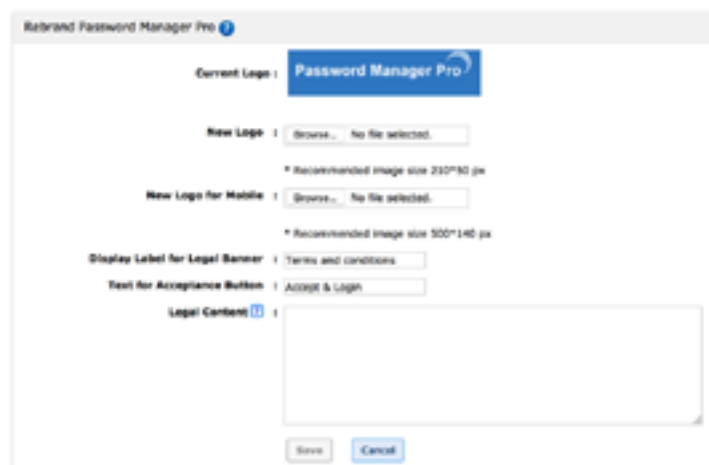 Rebrand Password Manager Pro ?
Current Logo : Password Manager Pro
New Logo : Browse... No file selected.
* Recommended image size 210*50 px
New Logo for Mobile : Browse... No file selected.
* Recommended image size 500*140 px
Display Label for Legal Banner : Terms and conditions
Text for Acceptance Button : Accept & Login
Legal Content ? :
Save Cancel